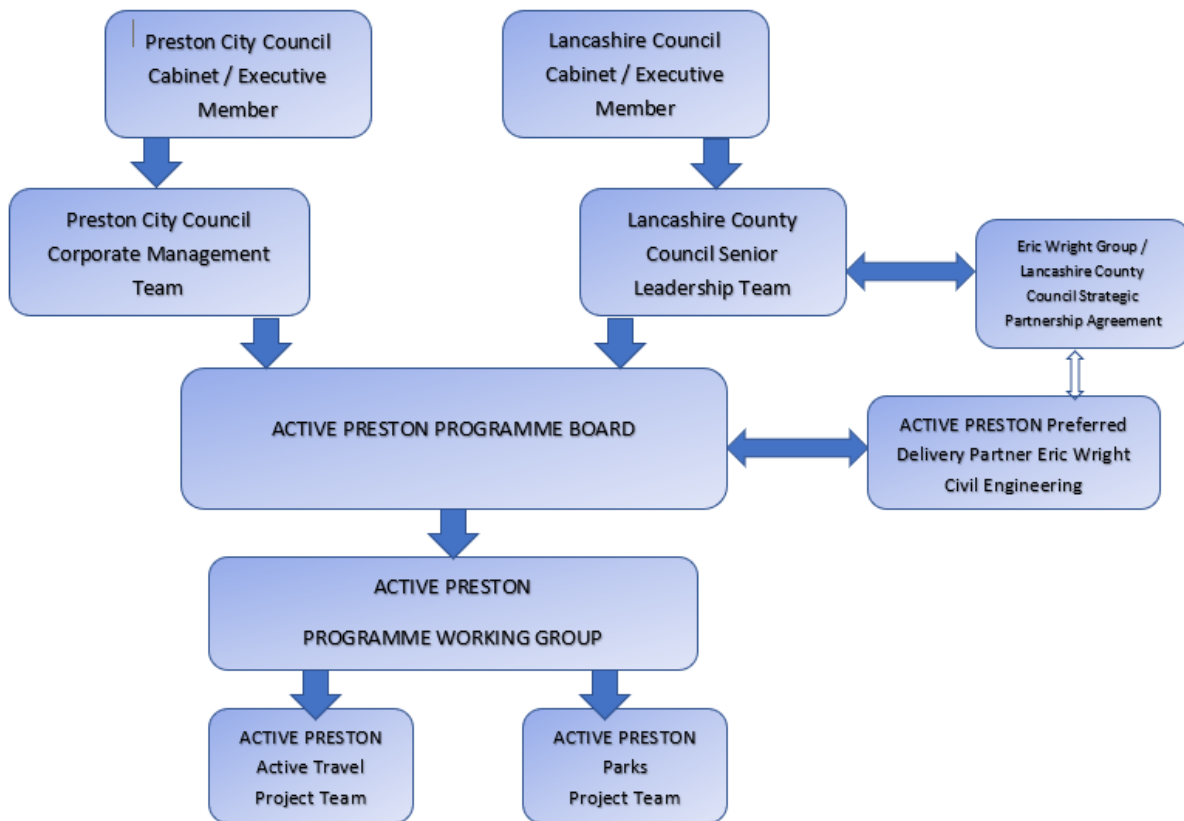 Preston City Council
Cabinet / Executive
Member
Lancashire Council
Cabinet / Executive
Member
Preston City Council
Corporate Management
Team
Lancashire County
Council Senior
Leadership Team
Eric Wright Group /
Lancashire County
Council Strategic
Partnership Agreement
ACTIVE PRESTON PROGRAMME BOARD
ACTIVE PRESTON Preferred
Delivery Partner Eric Wright
Civil Engineering
ACTIVE PRESTON
PROGRAMME WORKING GROUP
ACTIVE PRESTON
Active Travel
Project Team
ACTIVE PRESTON
Parks
Project Team